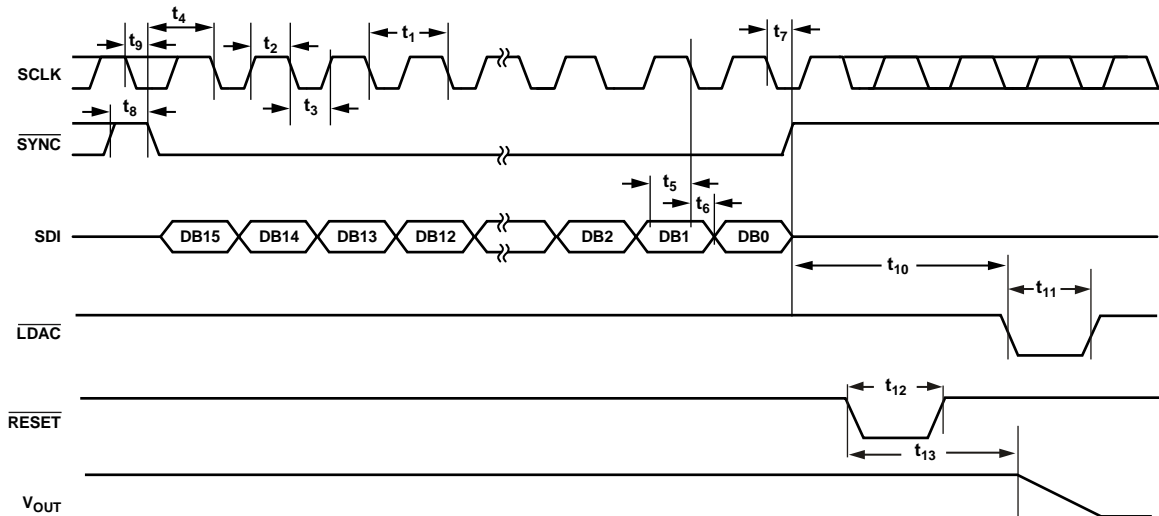 t4
t9 t2 t1 t7
SCLK
t8 t3
SYNC
t5
t6
SDI DB15 DB14 DB13 DB12 DB2 DB1 DB0
t10
t11
LDAC
t12
RESET
t13
VOUT